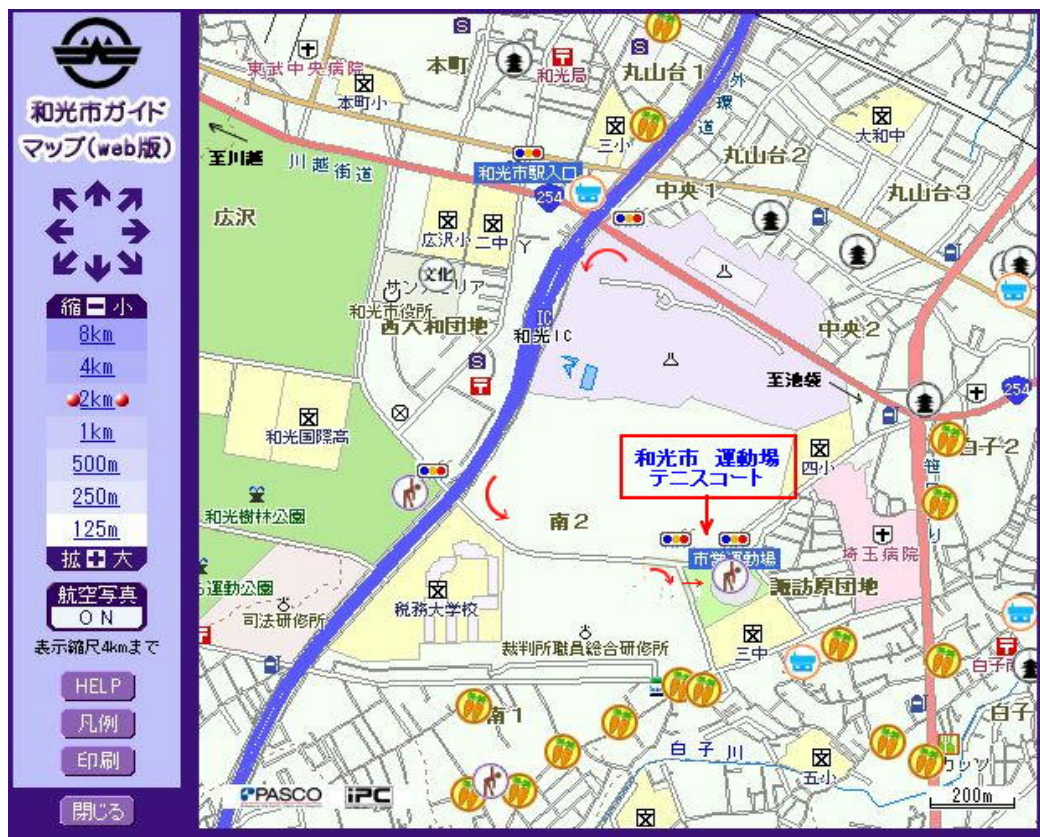 和光市ガイド
マップ(web版)
縮 小
8km
4km
2km
1km
500m
250m
125m
拡 大
航空写真
ON
表示縮尺4kmまで
HELP
凡例
印刷
閉じる
本町
和光局
丸山台1
東武中央病院
本町小
外環道
三小
大和中
至川越
川越街道
和光市駅入口
丸山台2
254
中央1
丸山台3
広沢
広沢小
二中
文化
サンアゼリア
和光市役所
西大和団地
IC
和光IC
中央2
至池袋
254
和光国際高
和光市 運動場
テニスコート
四小
白子2
和光樹林公園
南2
市営運動場
埼玉病院
諏訪原団地
運動公園
司法研修所
税務大学校
裁判所職員総合研修所
三中
南1
白子川
五小
白子
PASCO
iPC
200m